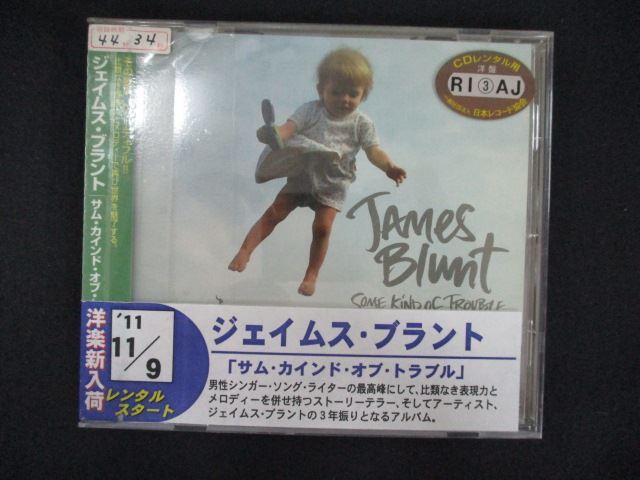 44 34
CDレンタル用
洋盤
RI③AJ
日本レコード協会
ジェイムス・ブラント
サム・カインド・オブ・
JAMES
Blunt
SOME KIND OF TROUBLE
洋楽新入荷
'11
11/9
レンタル
スタート
ジェイムス・ブラント
「サム・カインド・オブ・トラブル」
男性シンガー・ソング・ライターの最高峰にして、比類なき表現力と
メロディーを併せ持つストーリーテラー、そしてアーティスト、
ジェイムス・ブラントの3年振りとなるアルバム。